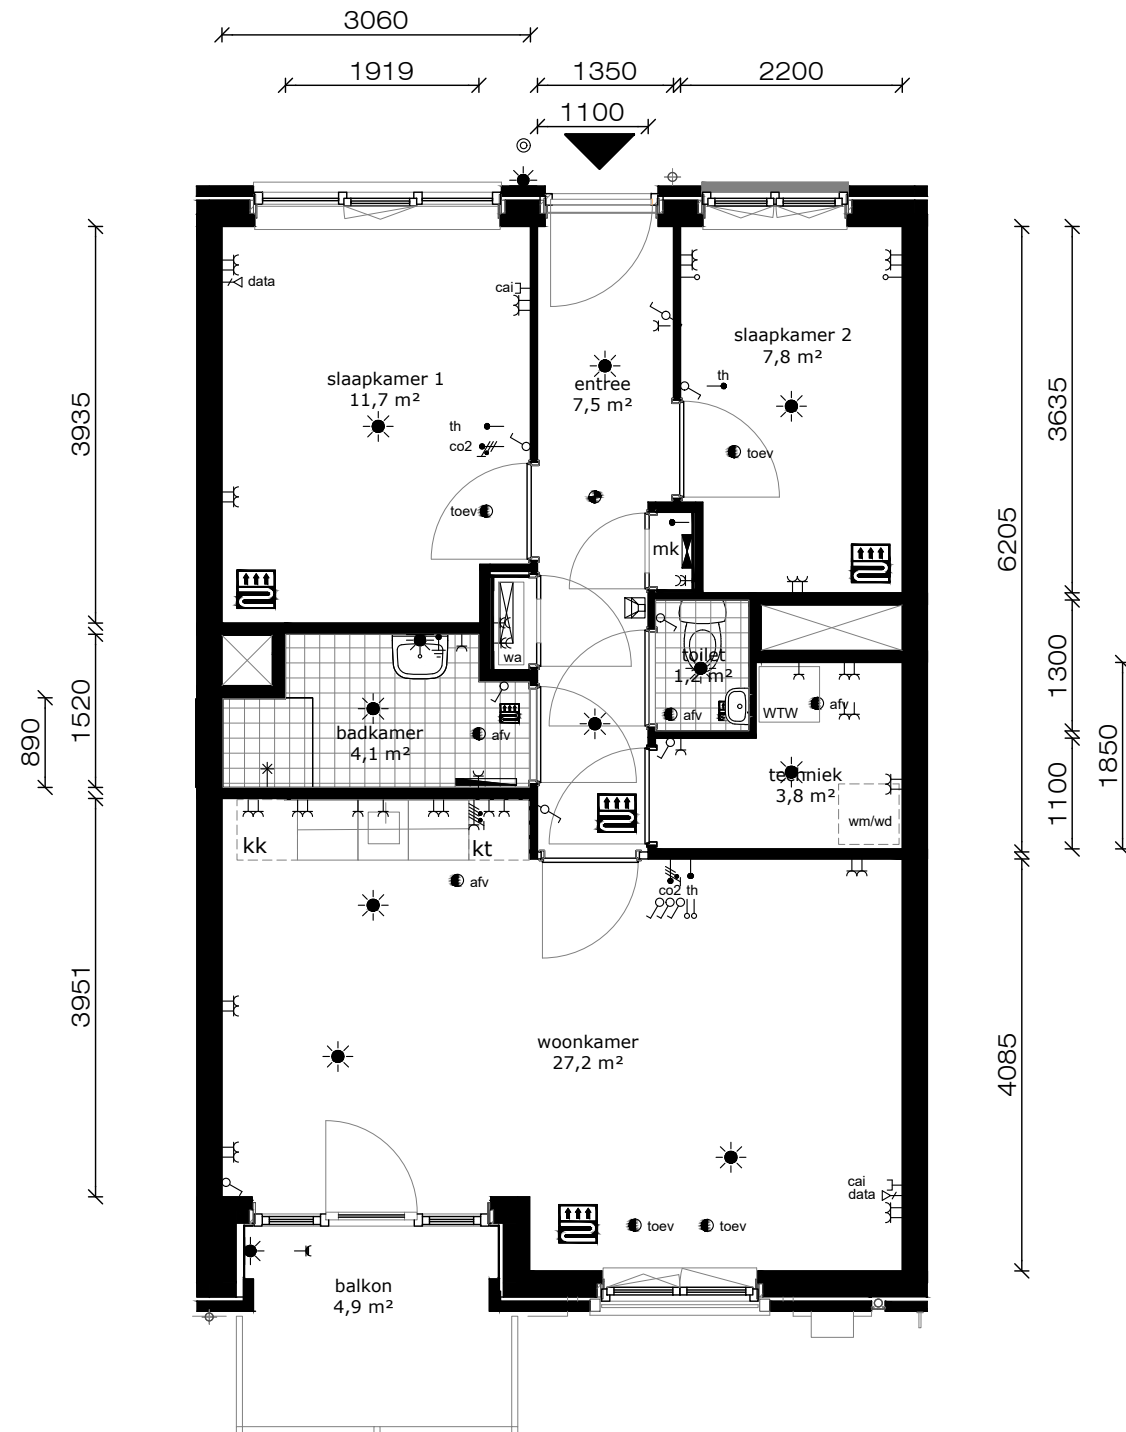 3060
1919
1350
2200
1100
data
cai
slaapkamer 1
11,7 m²
th
co2
toev
entree
7,5 m²
slaapkamer 2
7,8 m²
th
toev
3935
3635
6205
mk
wa
toilet
1,2 m²
afv
WTW
afv
badkamer
4,1 m²
afv
techniek
3,8 m²
wm/wd
1520
890
1300
1100
1850
kk
kt
afv
co2 th
woonkamer
27,2 m²
3951
4085
cai
data
toev
toev
balkon
4,9 m²